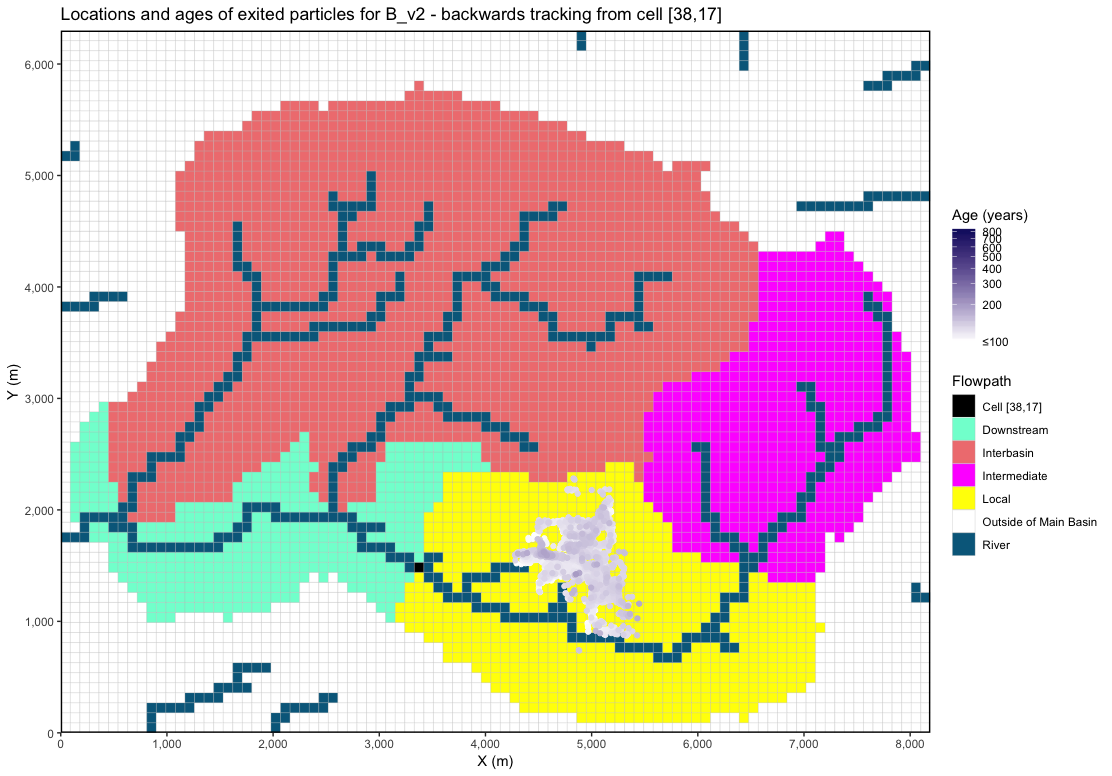 Locations and ages of exited particles for B_v2 - backwards tracking from cell [38,17]
6,000
5,000
4,000
3,000
2,000
1,000
0
Y (m)
0 1,000 2,000 3,000 4,000 5,000 6,000 7,000 8,000
X (m)
Age (years)
800
700
600
500
400
300
200
≤100
Flowpath
Cell [38,17]
Downstream
Interbasin
Intermediate
Local
Outside of Main Basin
River